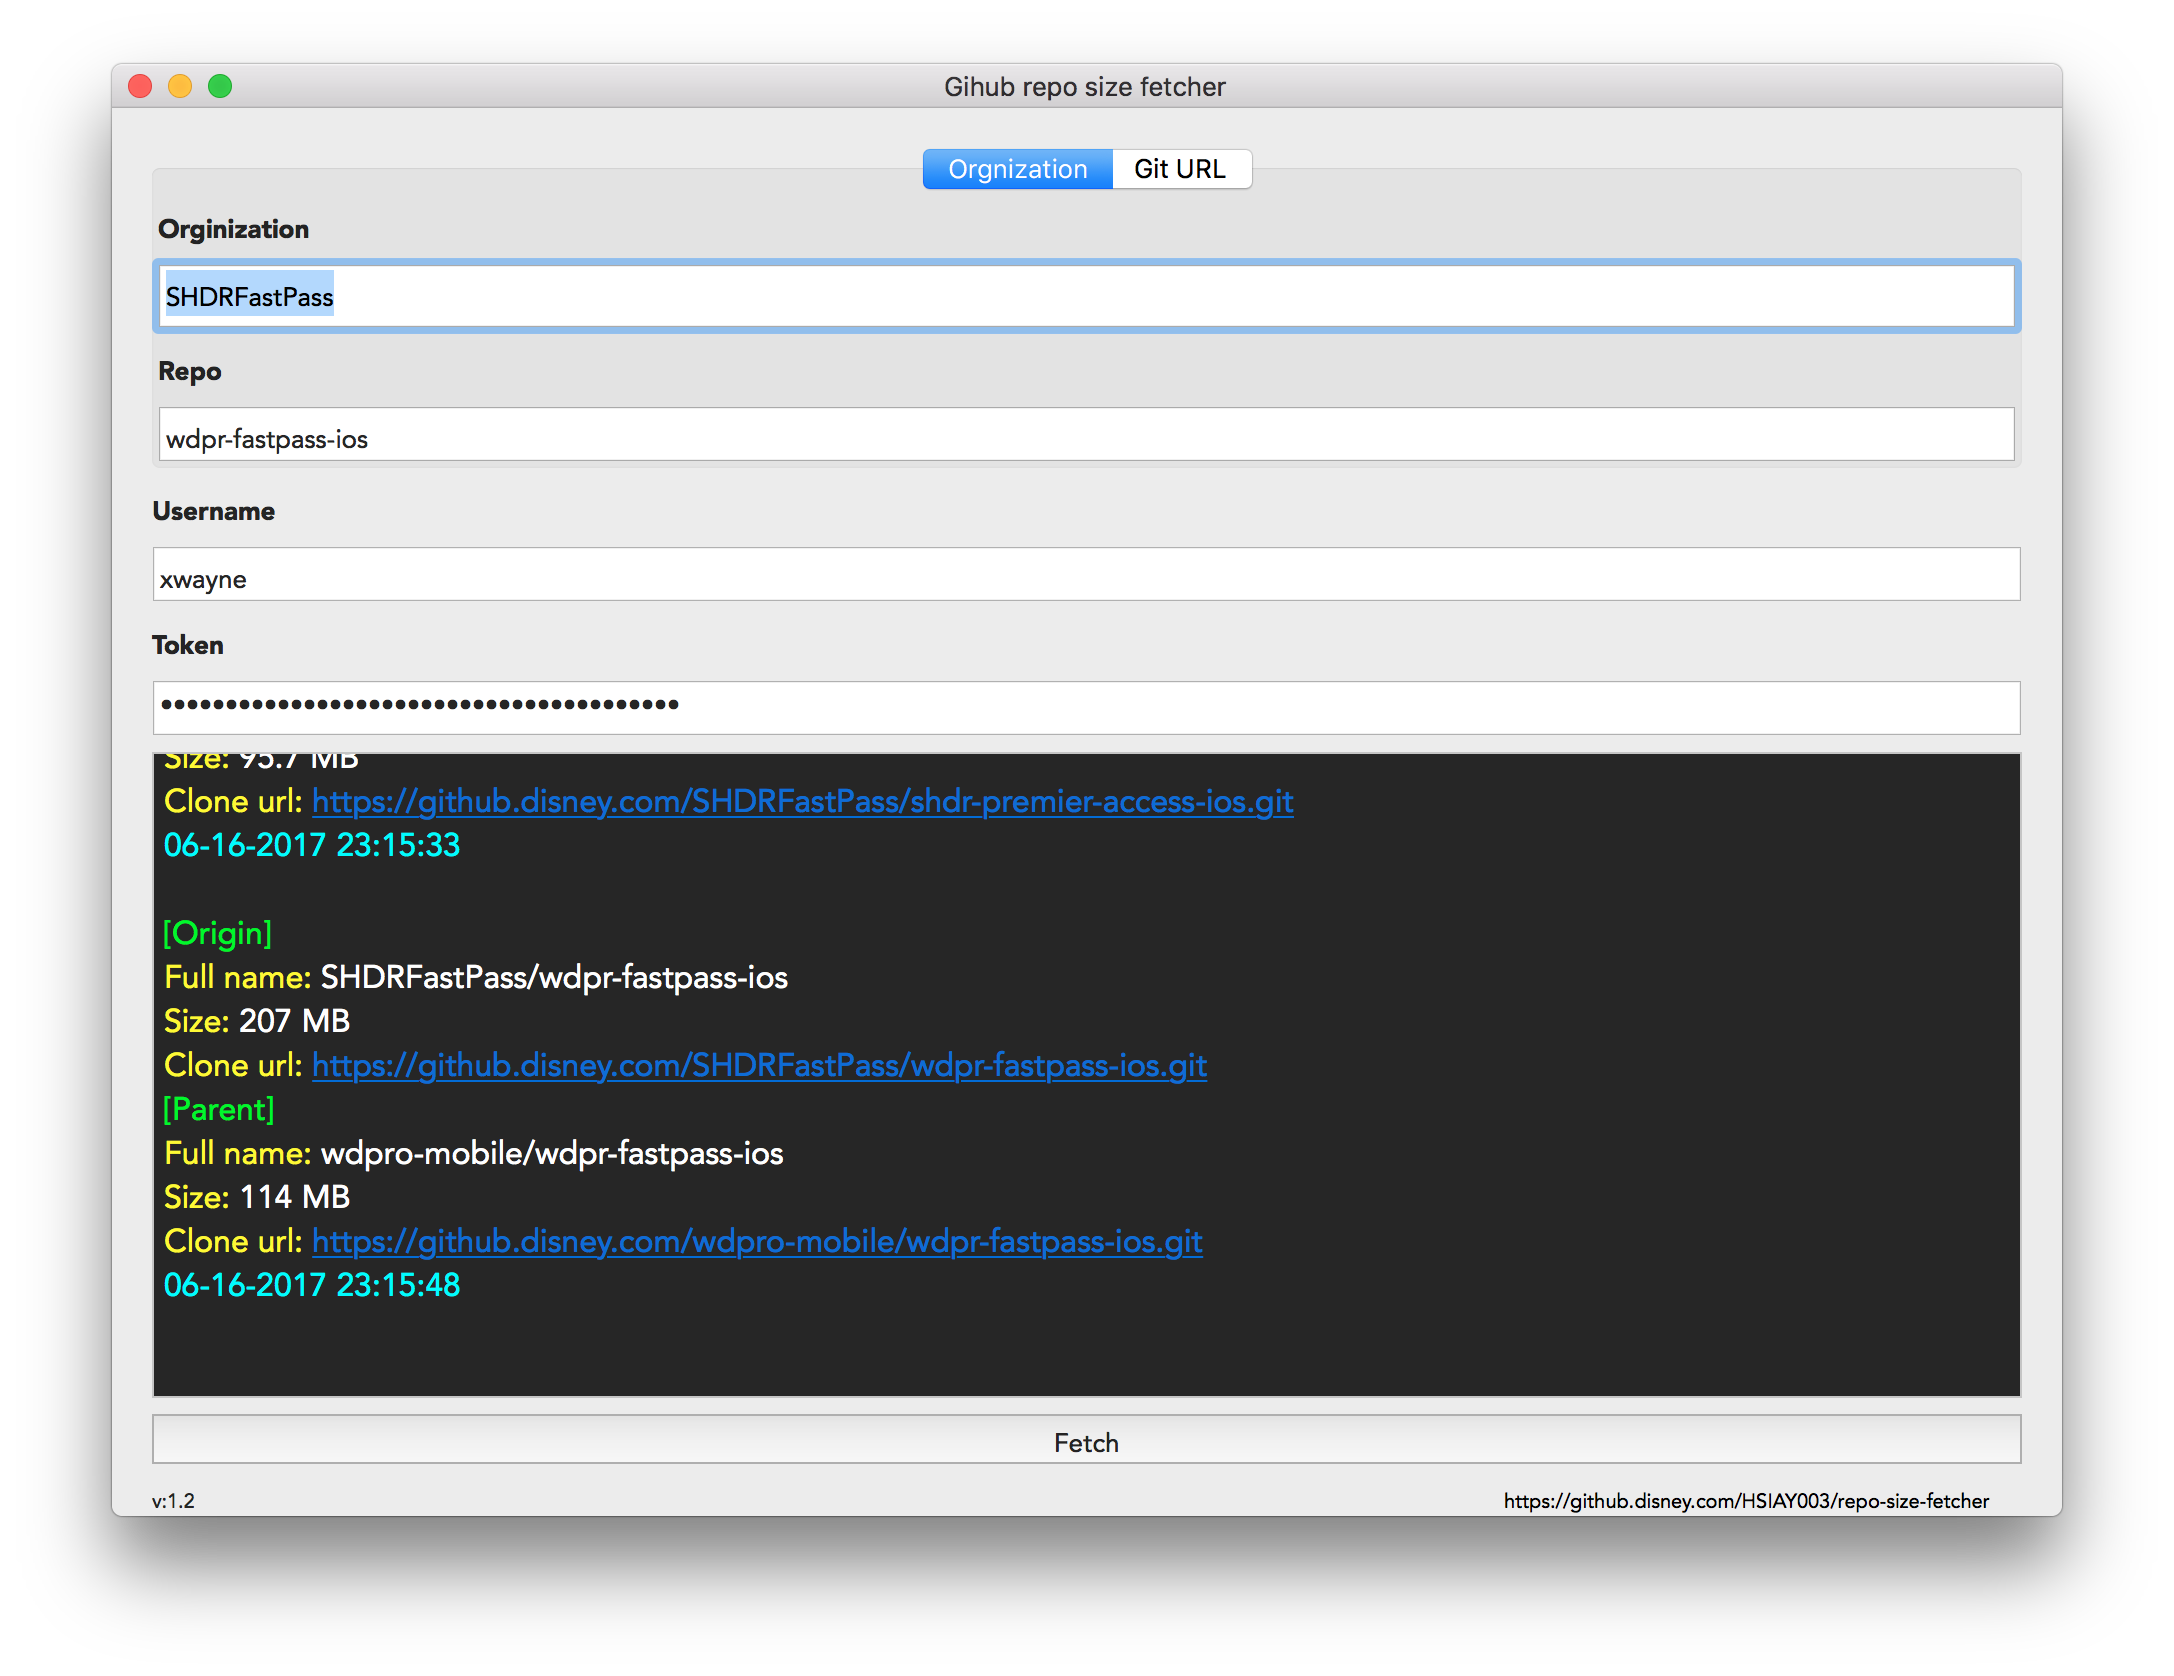 Gihub repo size fetcher
Orgnization Git URL
Orginization
SHDRFastPass
Repo
wdpr-fastpass-ios
Username
xwayne
Token
••••••••••••••••••••••••••••••••••••••••
Size: 95.7 MB
Clone url: https://github.disney.com/SHDRFastPass/shdr-premier-access-ios.git
06-16-2017 23:15:33
[Origin]
Full name: SHDRFastPass/wdpr-fastpass-ios
Size: 207 MB
Clone url: https://github.disney.com/SHDRFastPass/wdpr-fastpass-ios.git
[Parent]
Full name: wdpro-mobile/wdpr-fastpass-ios
Size: 114 MB
Clone url: https://github.disney.com/wdpro-mobile/wdpr-fastpass-ios.git
06-16-2017 23:15:48
Fetch
v:1.2 https://github.disney.com/HSIAY003/repo-size-fetcher